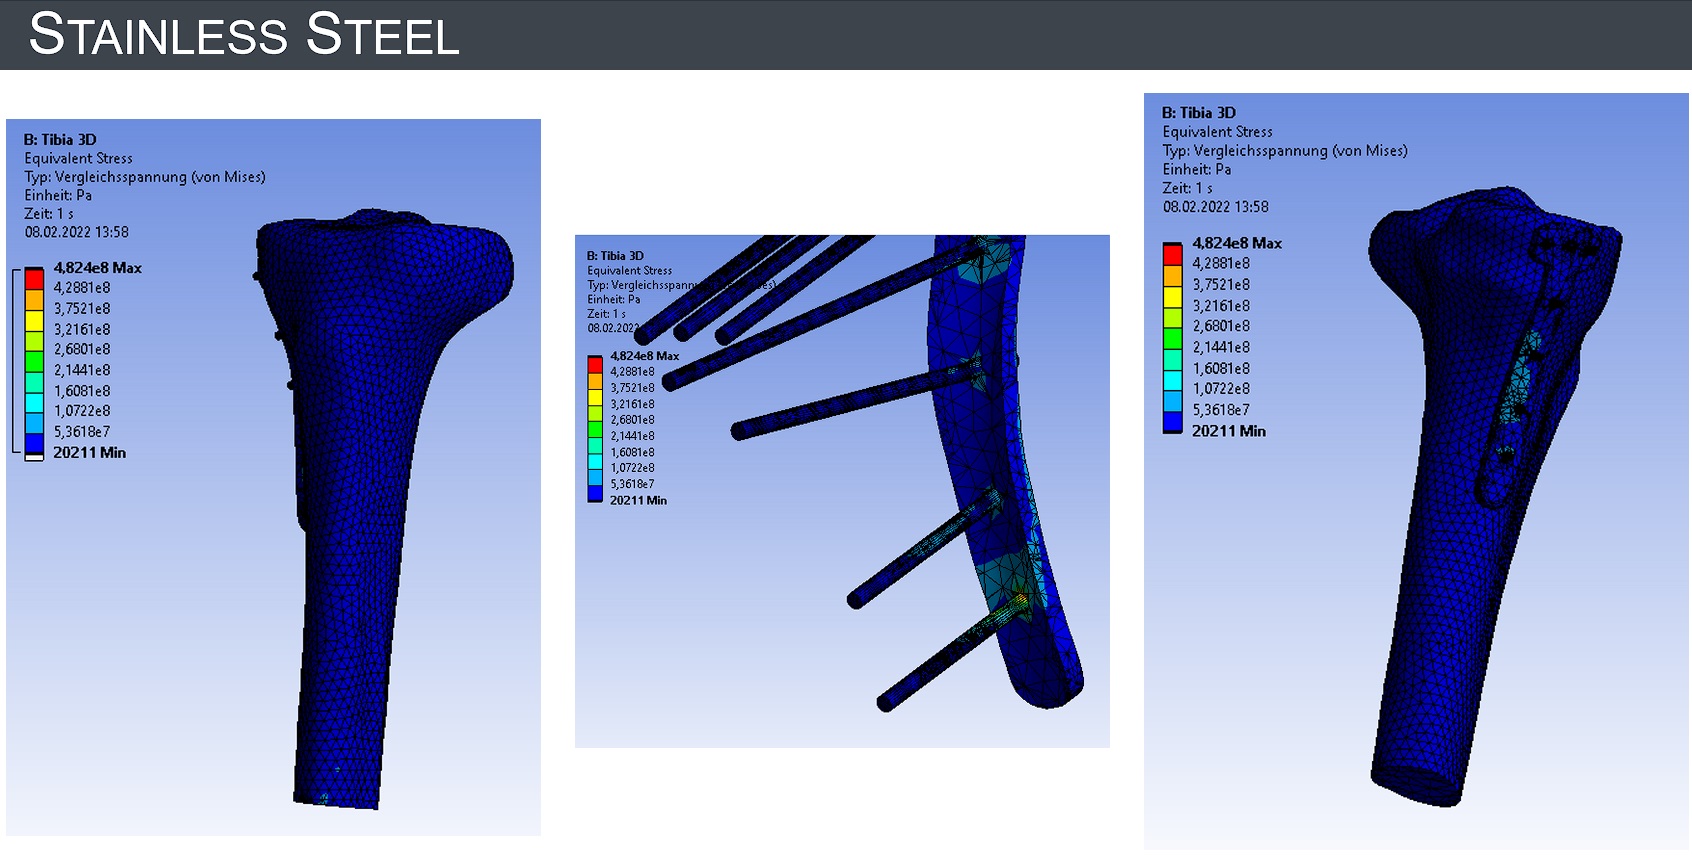 STAINLESS STEEL
B: Tibia 3D
Equivalent Stress
Typ: Vergleichsspannung (von Mises)
Einheit: Pa
Zeit: 1 s
08.02.2022 13:58
4,824e8 Max
4,2881e8
3,7521e8
3,2161e8
2,6801e8
2,1441e8
1,6081e8
1,0722e8
5,3618e7
20211 Min
B: Tibia 3D
Equivalent Stress
Typ: Vergleichsspann
Einheit: Pa
Zeit: 1 s
08.02.2022
4,824e8 Max
4,2881e8
3,7521e8
3,2161e8
2,6801e8
2,1441e8
1,6081e8
1,0722e8
5,3618e7
20211 Min
B: Tibia 3D
Equivalent Stress
Typ: Vergleichsspannung (von Mises)
Einheit: Pa
Zeit: 1 s
08.02.2022 13:58
4,824e8 Max
4,2881e8
3,7521e8
3,2161e8
2,6801e8
2,1441e8
1,6081e8
1,0722e8
5,3618e7
20211 Min